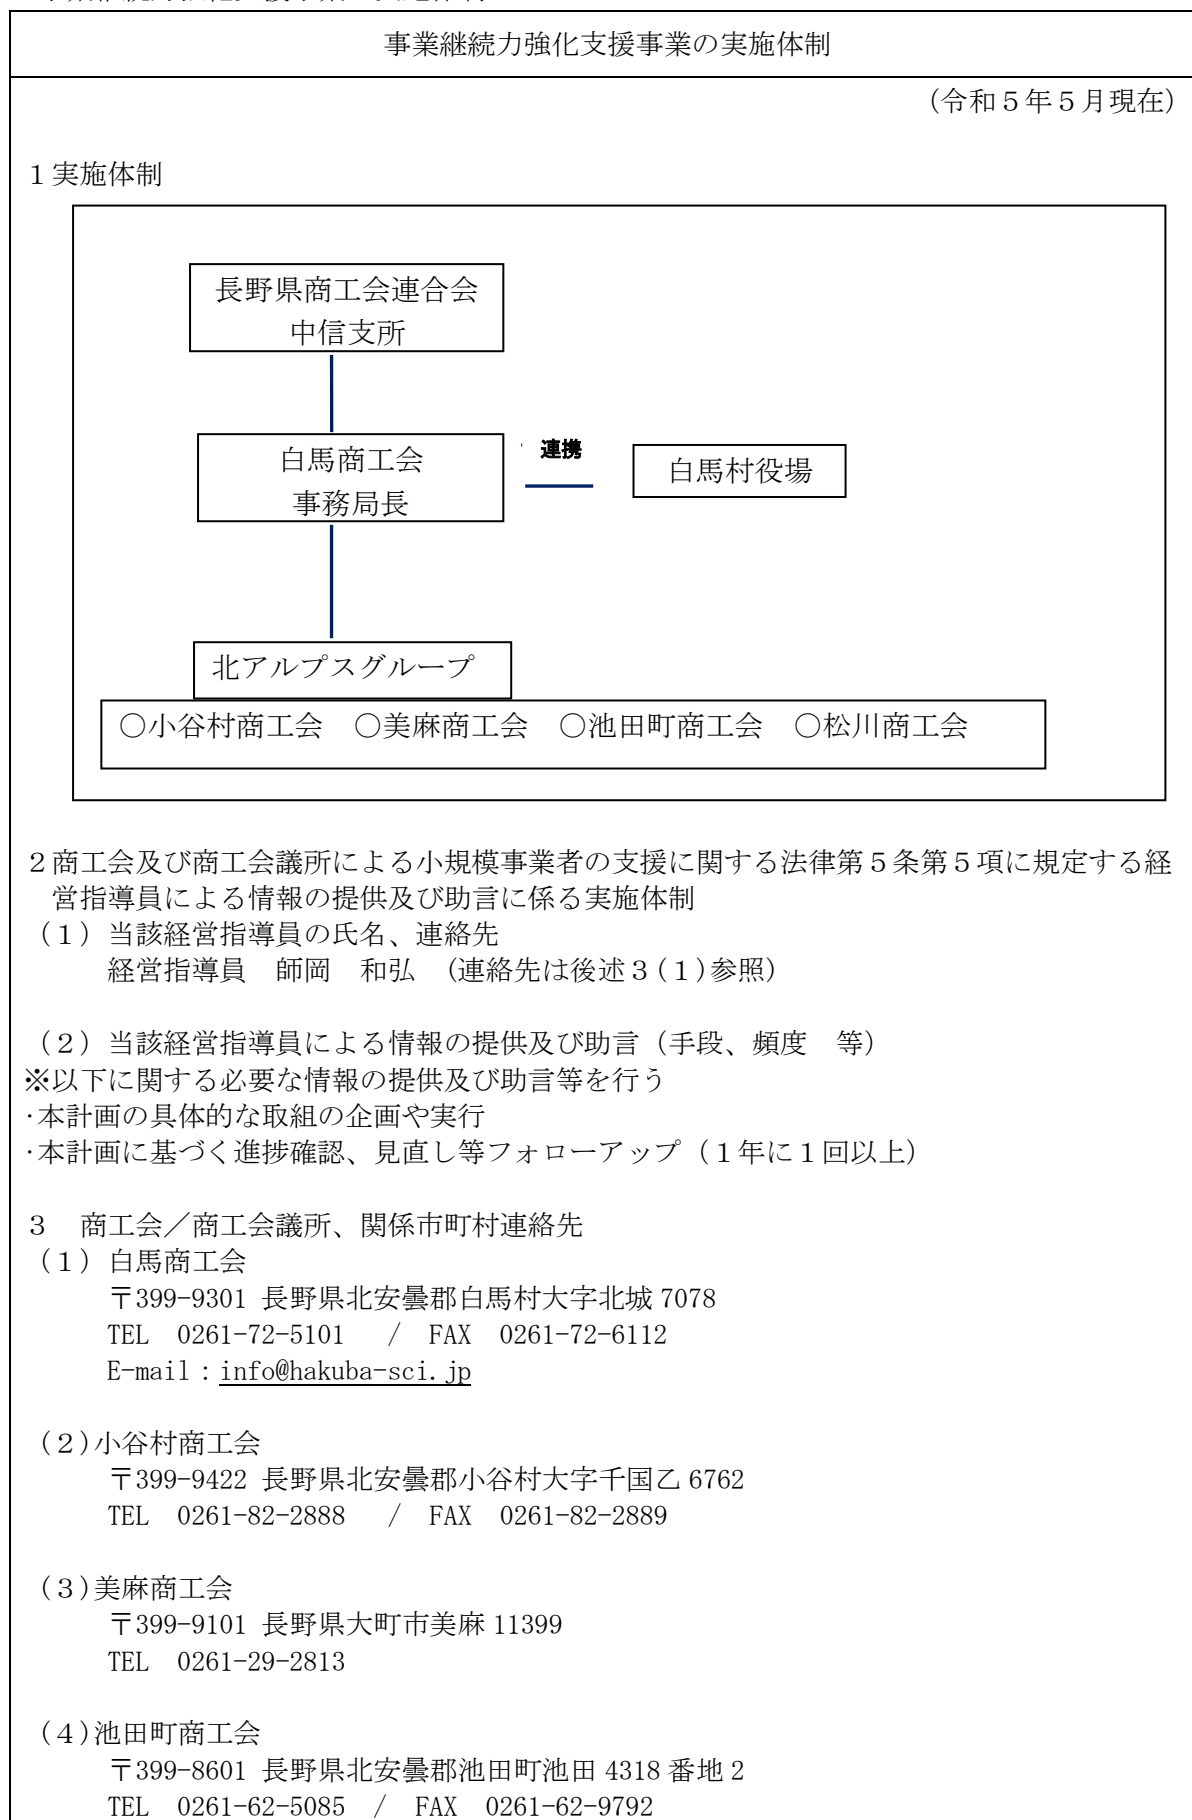 事業継続力強化支援事業の実施体制
（令和５年５月現在）
１実施体制
長野県商工会連合会
中信支所
白馬商工会
事務局長
連携
白馬村役場
北アルプスグループ
○小谷村商工会　○美麻商工会　○池田町商工会　○松川商工会
２商工会及び商工会議所による小規模事業者の支援に関する法律第５条第５項に規定する経
営指導員による情報の提供及び助言に係る実施体制
（１）当該経営指導員の氏名、連絡先
経営指導員　師岡　和弘　（連絡先は後述３(１)参照）
（２）当該経営指導員による情報の提供及び助言（手段、頻度　等）
※以下に関する必要な情報の提供及び助言等を行う
・本計画の具体的な取組の企画や実行
・本計画に基づく進捗確認、見直し等フォローアップ（１年に１回以上）
３　商工会／商工会議所、関係市町村連絡先
（１）白馬商工会
〒399-9301 長野県北安曇郡白馬村大字北城 7078
TEL　0261-72-5101　/　FAX　0261-72-6112
E-mail：info@hakuba-sci.jp
(２)小谷村商工会
〒399-9422 長野県北安曇郡小谷村大字千国乙 6762
TEL　0261-82-2888　/　FAX　0261-82-2889
(３)美麻商工会
〒399-9101 長野県大町市美麻 11399
TEL　0261-29-2813
(４)池田町商工会
〒399-8601 長野県北安曇郡池田町池田 4318 番地 2
TEL　0261-62-5085　/　FAX　0261-62-9792